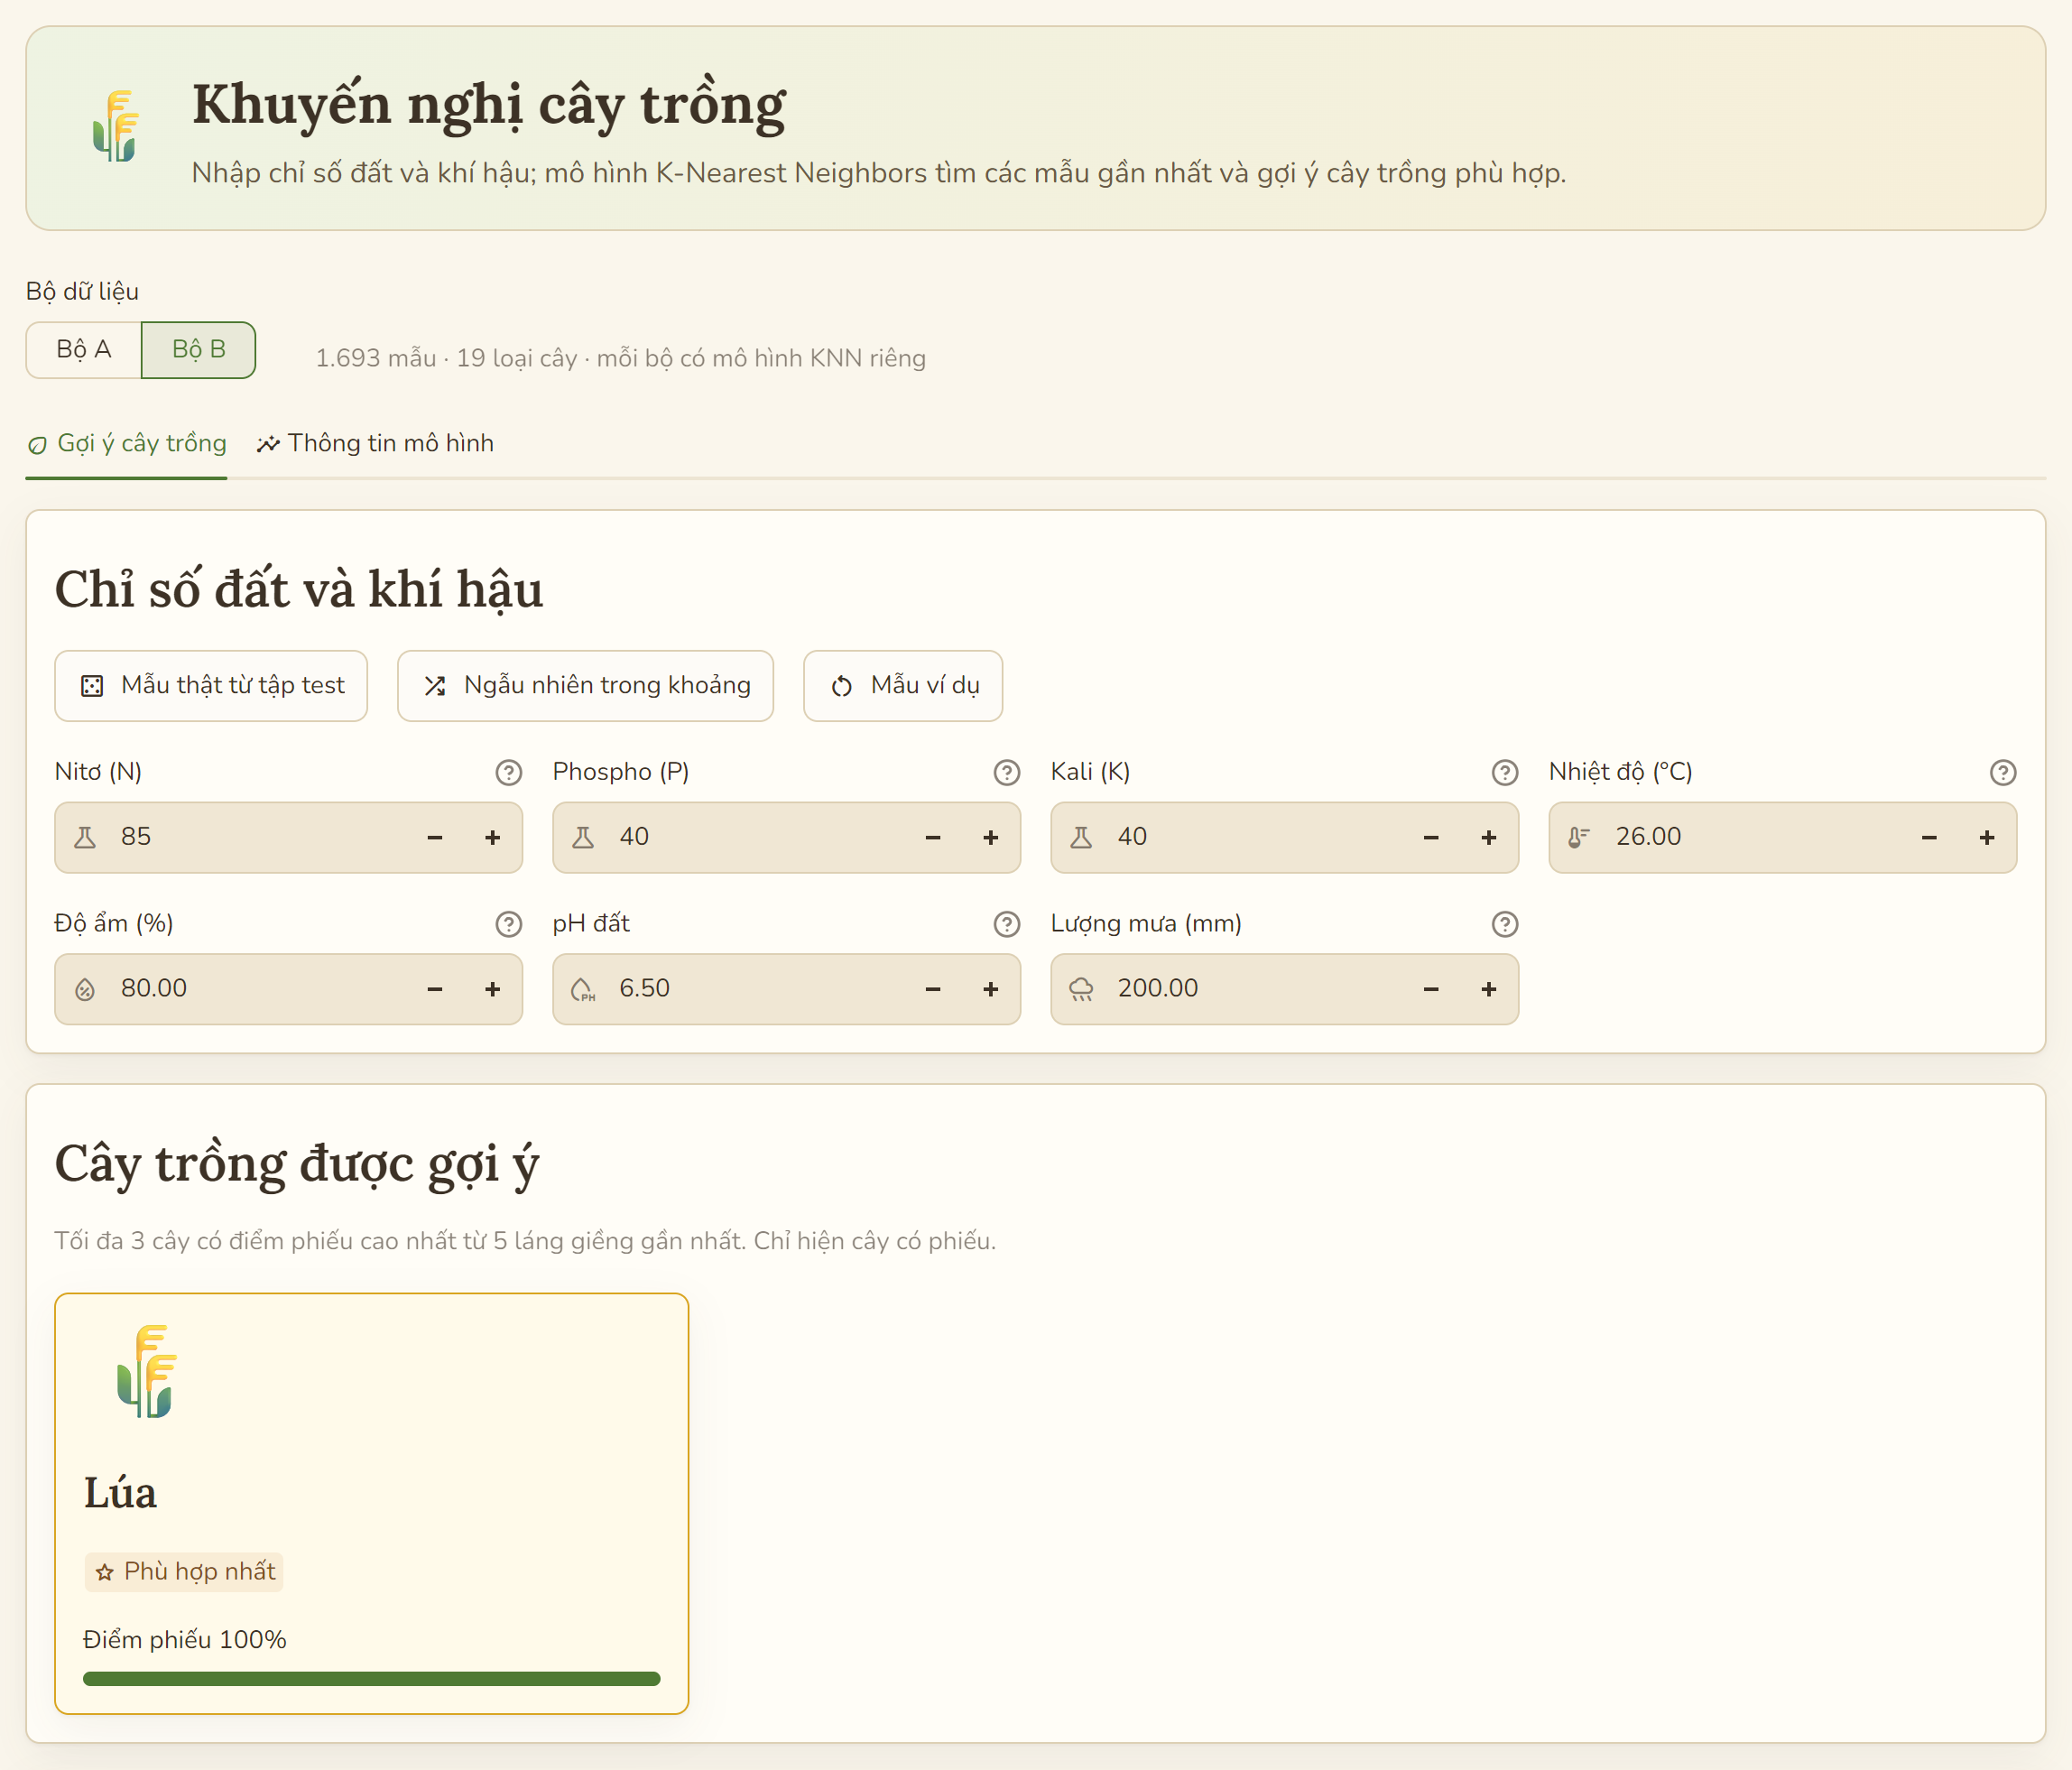 Khuyến nghị cây trồng
Nhập chỉ số đất và khí hậu; mô hình K-Nearest Neighbors tìm các mẫu gần nhất và gợi ý cây trồng phù hợp.
Bộ dữ liệu
Bộ A Bộ B 1.693 mẫu · 19 loại cây · mỗi bộ có mô hình KNN riêng
Gợi ý cây trồng Thông tin mô hình
Chỉ số đất và khí hậu
Mẫu thật từ tập test Ngẫu nhiên trong khoảng Mẫu ví dụ
Nitơ (N) Phospho (P) Kali (K) Nhiệt độ (°C)
85 − + 40 − + 40 − + 26.00 − +
Độ ẩm (%) pH đất Lượng mưa (mm)
80.00 − + PH 6.50 − + 200.00 − +
Cây trồng được gợi ý
Tối đa 3 cây có điểm phiếu cao nhất từ 5 láng giềng gần nhất. Chỉ hiện cây có phiếu.
Lúa
Phù hợp nhất
Điểm phiếu 100%